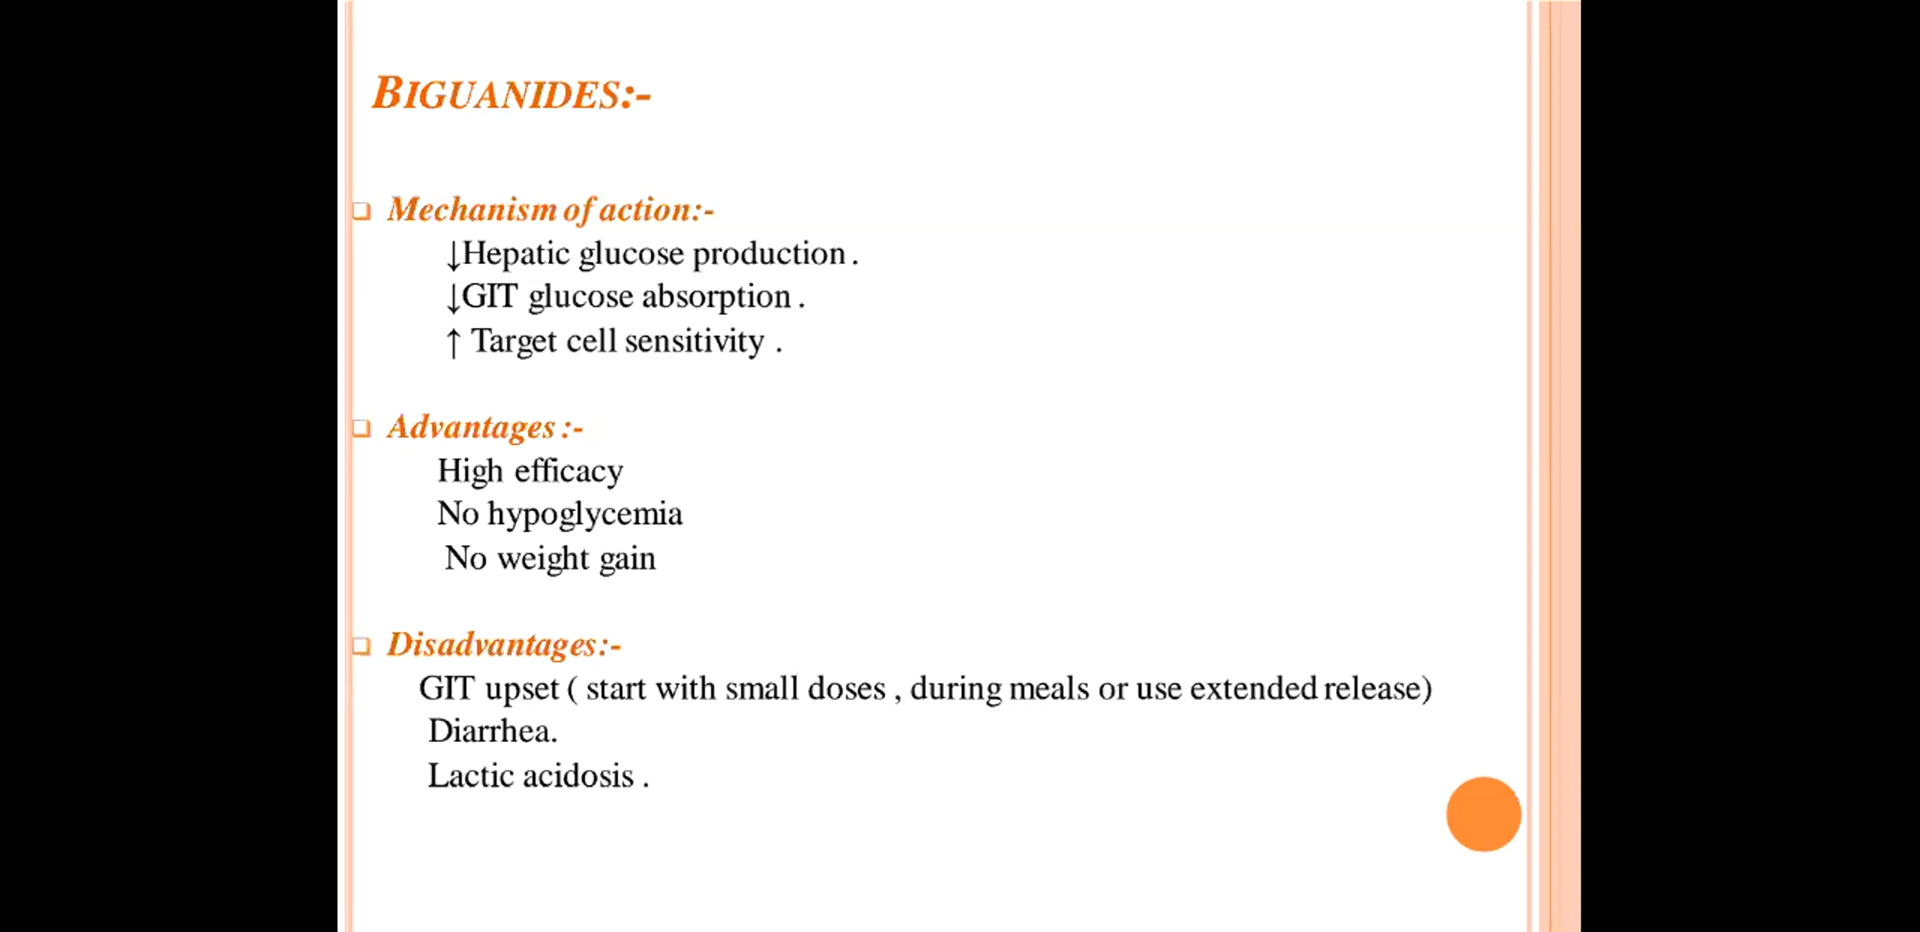 BIGUANIDES:-
Mechanism of action:-
↓Hepatic glucose production .
↓GIT glucose absorption .
↑ Target cell sensitivity .
Advantages :-
High efficacy
No hypoglycemia
No weight gain
Disadvantages:-
GIT upset ( start with small doses , during meals or use extended release)
Diarrhea.
Lactic acidosis .